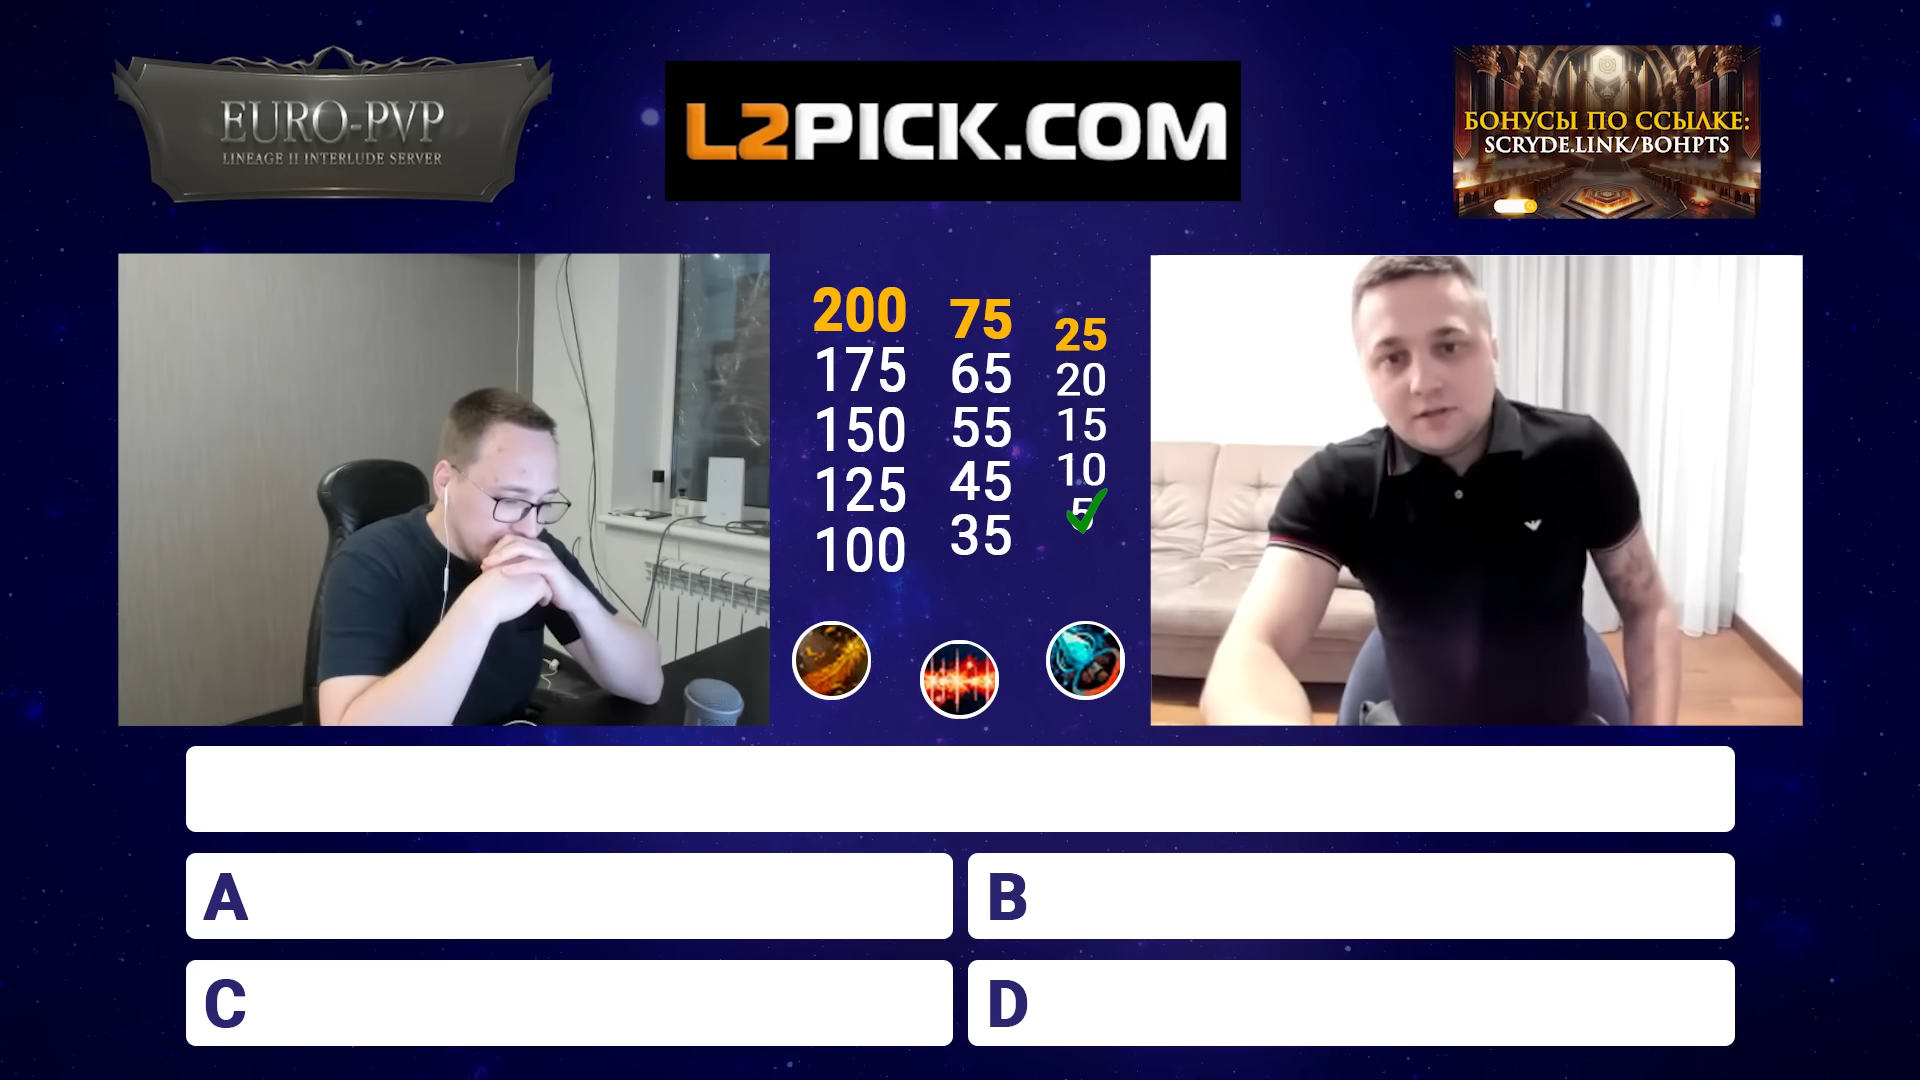 EURO-PVP
LINEAGE II INTERLUDE SERVER
L2PICK.COM
БОНУСЫ ПО ССЫЛКЕ:
SCRYDE.LINK/BOHPTS
200
175
150
125
100
75
65
55
45
35
25
20
15
10
5
A
B
C
D